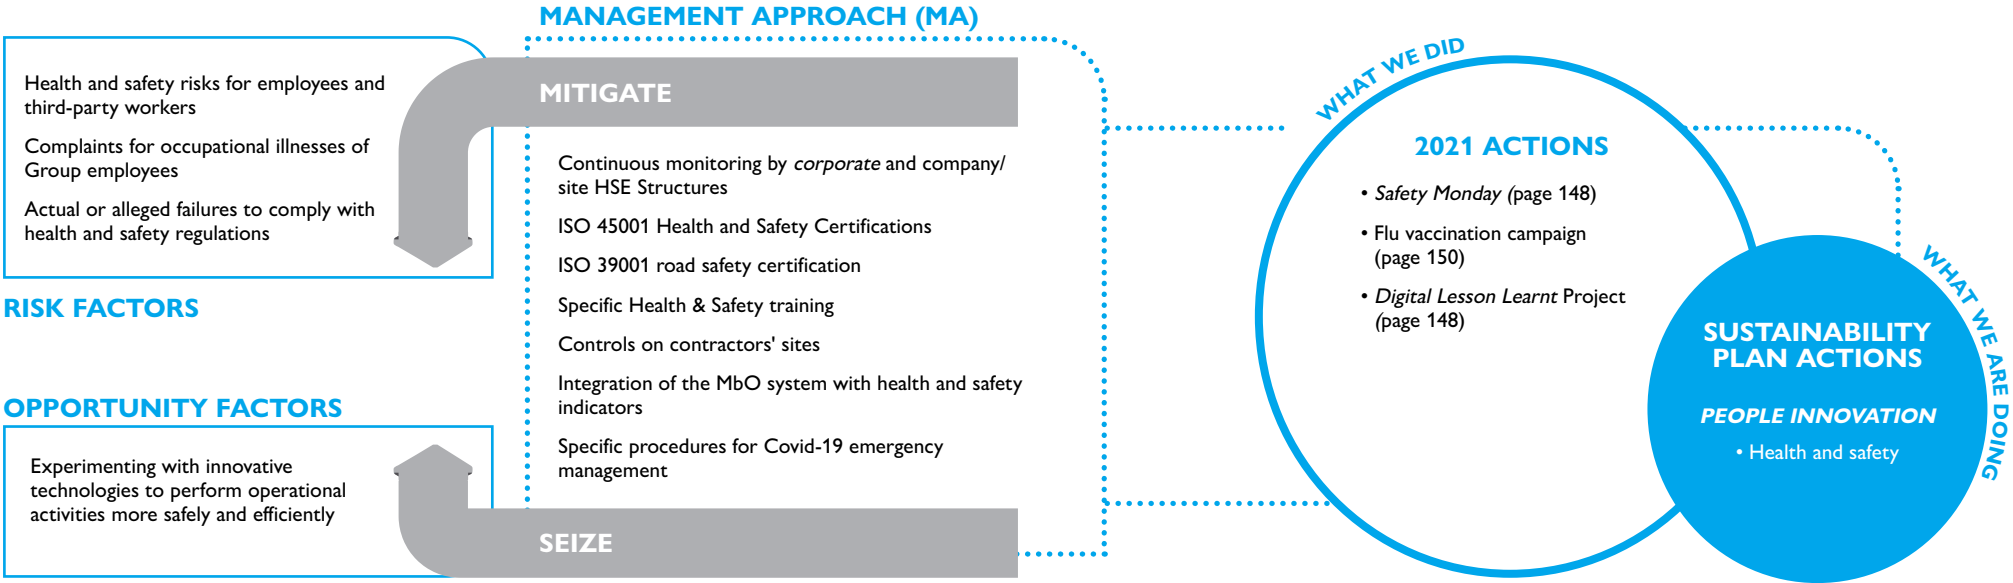 MANAGEMENT APPROACH (MA)
Health and safety risks for employees and
third-party workers
Complaints for occupational illnesses of
Group employees
Actual or alleged failures to comply with
health and safety regulations
RISK FACTORS
OPPORTUNITY FACTORS
Experimenting with innovative
technologies to perform operational
activities more safely and efficiently
MITIGATE
Continuous monitoring by corporate and company/
site HSE Structures
ISO 45001 Health and Safety Certifications
ISO 39001 road safety certification
Specific Health & Safety training
Controls on contractors' sites
Integration of the MbO system with health and safety
indicators
Specific procedures for Covid-19 emergency
management
SEIZE
WHAT WE DID
2021 ACTIONS
• Safety Monday (page 148)
• Flu vaccination campaign
(page 150)
• Digital Lesson Learnt Project
(page 148)
WHAT WE ARE DOING
SUSTAINABILITY
PLAN ACTIONS
PEOPLE INNOVATION
• Health and safety